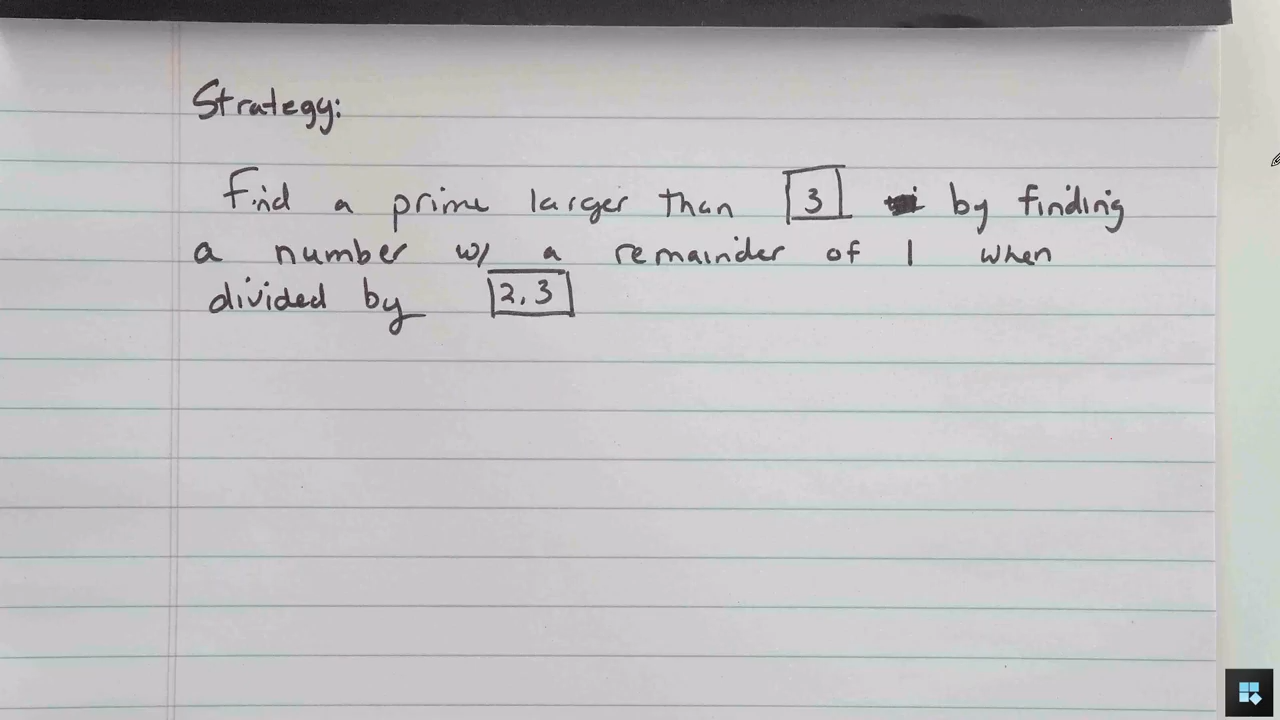 Strategy:
Find a prime larger than 3 by finding
a number w/ a remainder of 1 when
divided by 2,3